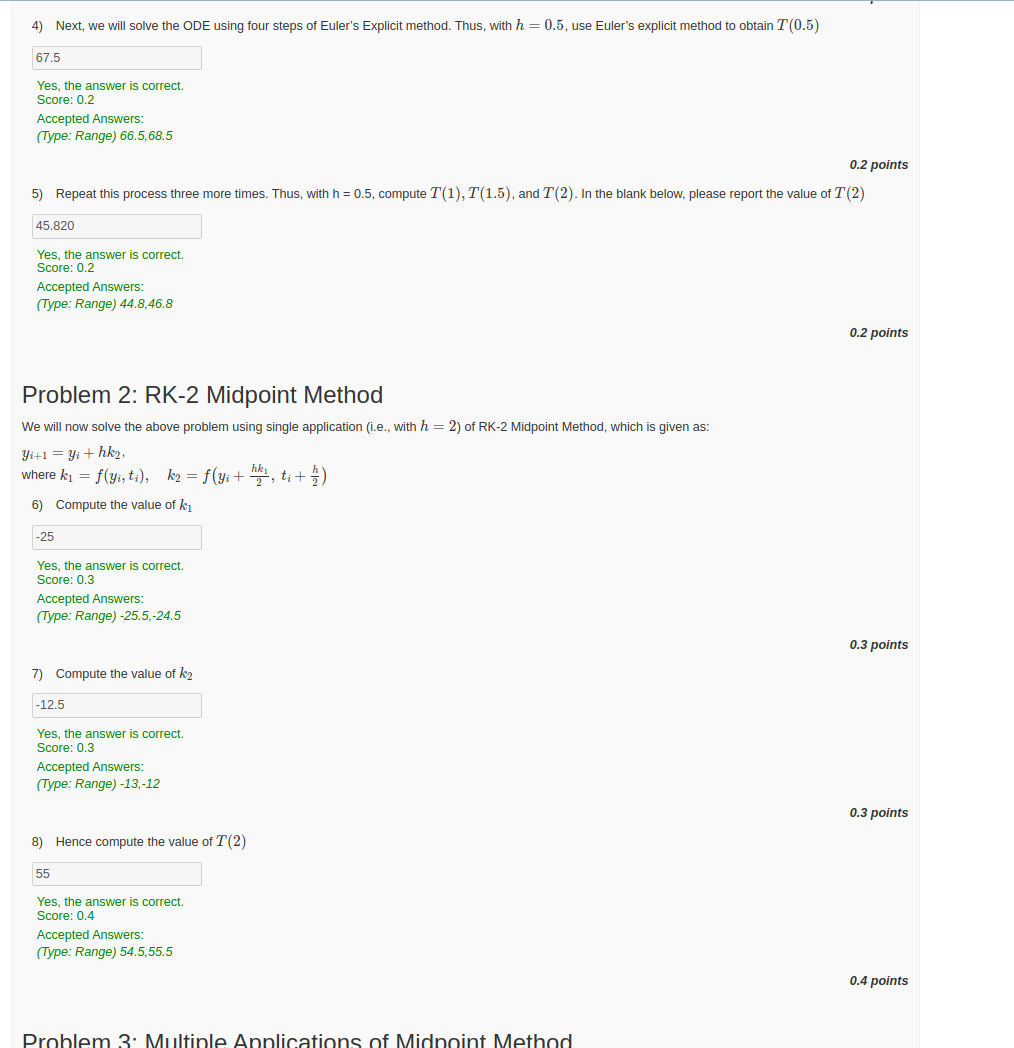 4) Next, we will solve the ODE using four steps of Euler's Explicit method. Thus, with h = 0.5, use Euler's explicit method to obtain T(0.5)
67.5
Yes, the answer is correct.
Score: 0.2
Accepted Answers:
(Type: Range) 66.5,68.5
0.2 points
5) Repeat this process three more times. Thus, with h = 0.5, compute T(1), T(1.5), and T(2). In the blank below, please report the value of T(2)
45.820
Yes, the answer is correct.
Score: 0.2
Accepted Answers:
(Type: Range) 44.8,46.8
0.2 points
Problem 2: RK-2 Midpoint Method
We will now solve the above problem using single application (i.e., with h = 2) of RK-2 Midpoint Method, which is given as:
y_{i+1} = y_i + hk_2,
where k_1 = f(y_i, t_i), k_2 = f(y_i + \frac{hk_1}{2}, t_i + \frac{h}{2})
6) Compute the value of k_1
-25
Yes, the answer is correct.
Score: 0.3
Accepted Answers:
(Type: Range) -25.5,-24.5
0.3 points
7) Compute the value of k_2
-12.5
Yes, the answer is correct.
Score: 0.3
Accepted Answers:
(Type: Range) -13,-12
0.3 points
8) Hence compute the value of T(2)
55
Yes, the answer is correct.
Score: 0.4
Accepted Answers:
(Type: Range) 54.5,55.5
0.4 points
Problem 3: Multiple Applications of Midpoint Method